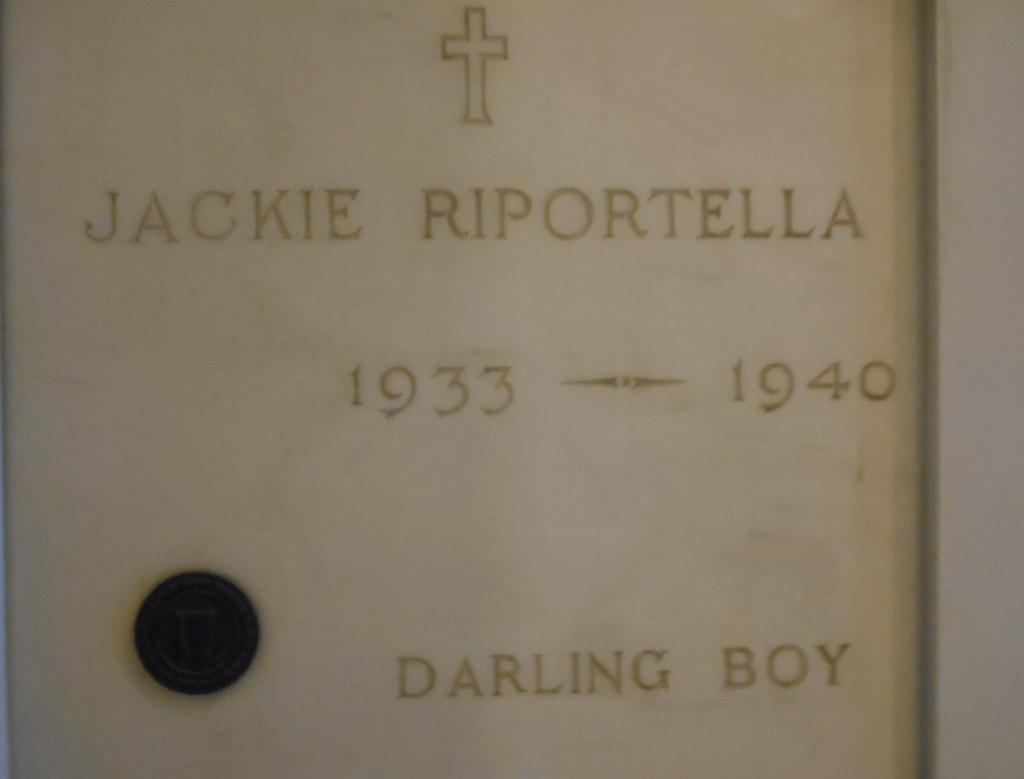 JACKIE RIPORTELLA
1933 — 1940
DARLING BOY